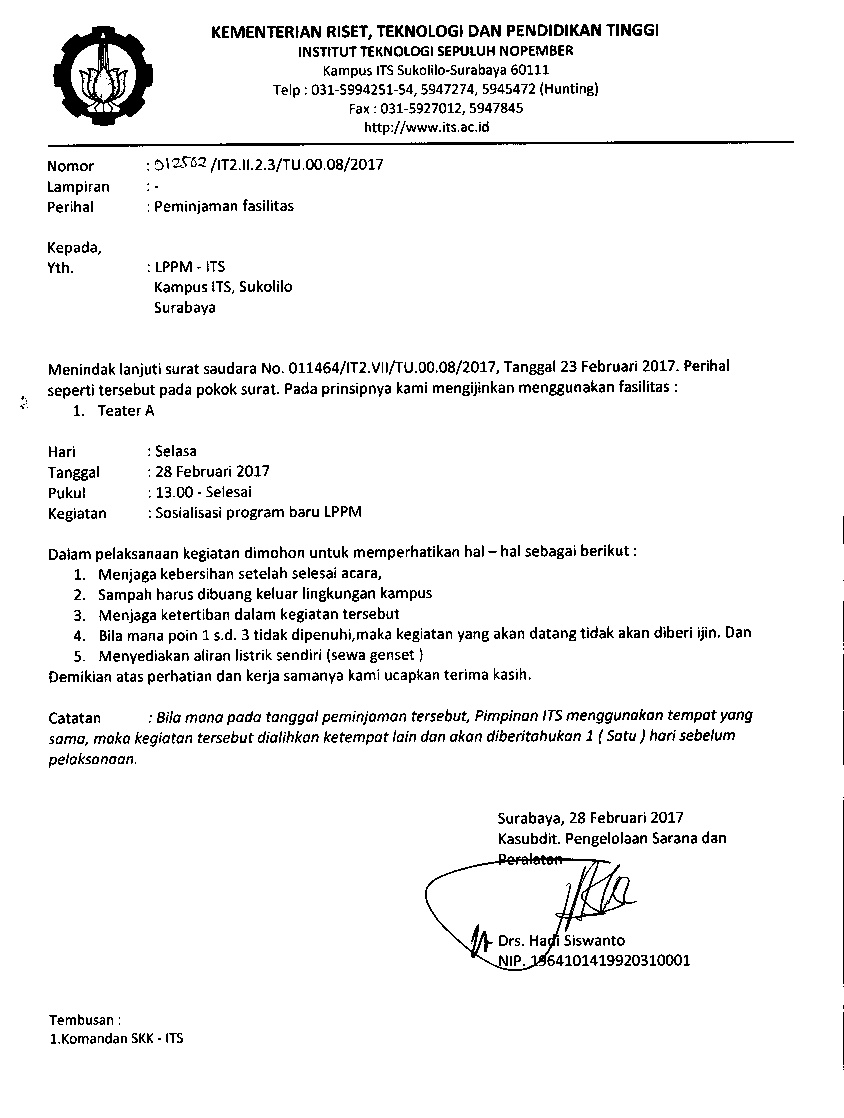 KEMENTERIAN RISET, TEKNOLOGI DAN PENDIDIKAN TINGGI
INSTITUT TEKNOLOGI SEPULUH NOPEMBER
Kampus ITS Sukolilo-Surabaya 60111
Telp : 031-5994251-54, 5947274, 5945472 (Hunting)
Fax : 031-5927012, 5947845
http://www.its.ac.id
Nomor : 012562/IT2.II.2.3/TU.00.08/2017
Lampiran : -
Perihal : Peminjaman fasilitas
Kepada,
Yth. : LPPM - ITS
Kampus ITS, Sukolilo
Surabaya
Menindak lanjuti surat saudara No. 011464/IT2.VII/TU.00.08/2017, Tanggal 23 Februari 2017. Perihal
seperti tersebut pada pokok surat. Pada prinsipnya kami mengijinkan menggunakan fasilitas :
1. Teater A
Hari : Selasa
Tanggal : 28 Februari 2017
Pukul : 13.00 - Selesai
Kegiatan : Sosialisasi program baru LPPM
Dalam pelaksanaan kegiatan dimohon untuk memperhatikan hal – hal sebagai berikut :
1. Menjaga kebersihan setelah selesai acara,
2. Sampah harus dibuang keluar lingkungan kampus
3. Menjaga ketertiban dalam kegiatan tersebut
4. Bila mana poin 1 s.d. 3 tidak dipenuhi,maka kegiatan yang akan datang tidak akan diberi ijin. Dan
5. Menyediakan aliran listrik sendiri (sewa genset )
Demikian atas perhatian dan kerja samanya kami ucapkan terima kasih.
Catatan : Bila mana pada tanggal peminjaman tersebut, Pimpinan ITS menggunakan tempat yang
sama, maka kegiatan tersebut dialihkan ketempat lain dan akan diberitahukan 1 ( Satu ) hari sebelum
pelaksanaan.
Surabaya, 28 Februari 2017
Kasubdit. Pengelolaan Sarana dan
Peralatan
Drs. Hadi Siswanto
NIP. 1964101419920310001
Tembusan :
1.Komandan SKK - ITS